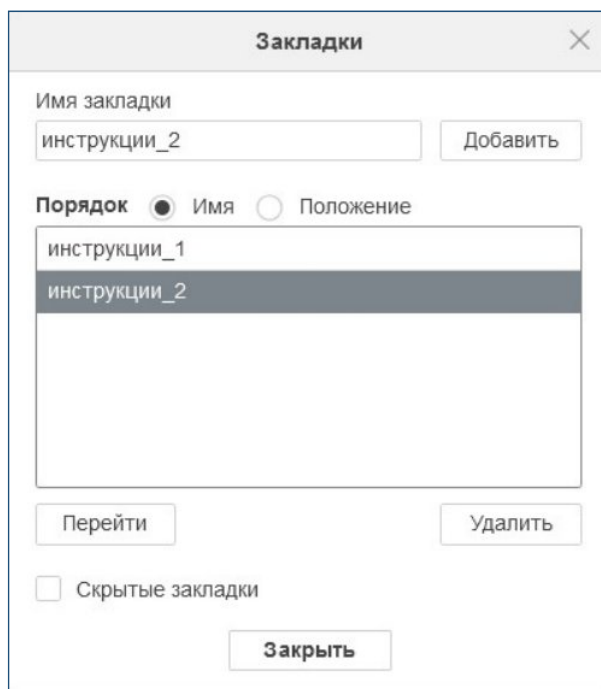 Закладки
Имя закладки
инструкции_2 Добавить
Порядок Имя Положение
инструкции_1
инструкции_2
Перейти Удалить
Скрытые закладки
Закрыть